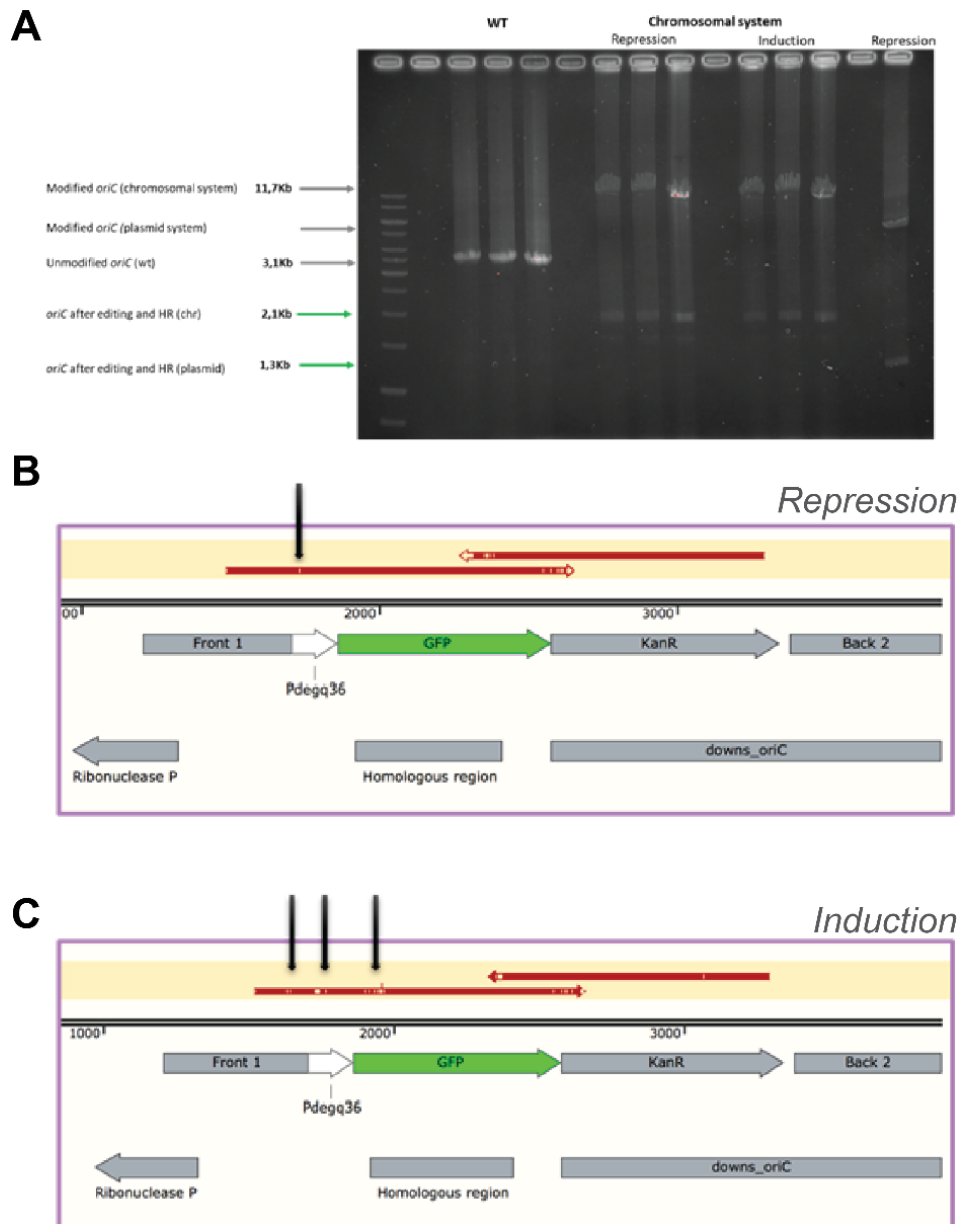 A
WT
Chromosomal system
Repression
Induction
Repression
Modified oriC (chromosomal system) 11,7Kb
Modified oriC (plasmid system)
Unmodified oriC (wt) 3,1Kb
oriC after editing and HR (chr) 2,1Kb
oriC after editing and HR (plasmid) 1,3Kb
B
Repression
00 2000 3000
Front 1 GFP KanR Back 2
Pdegq36
downs_oriC
Ribonuclease P Homologous region
C
Induction
1000 2000 3000
Front 1 GFP KanR Back 2
Pdegq36
downs_oriC
Ribonuclease P Homologous region